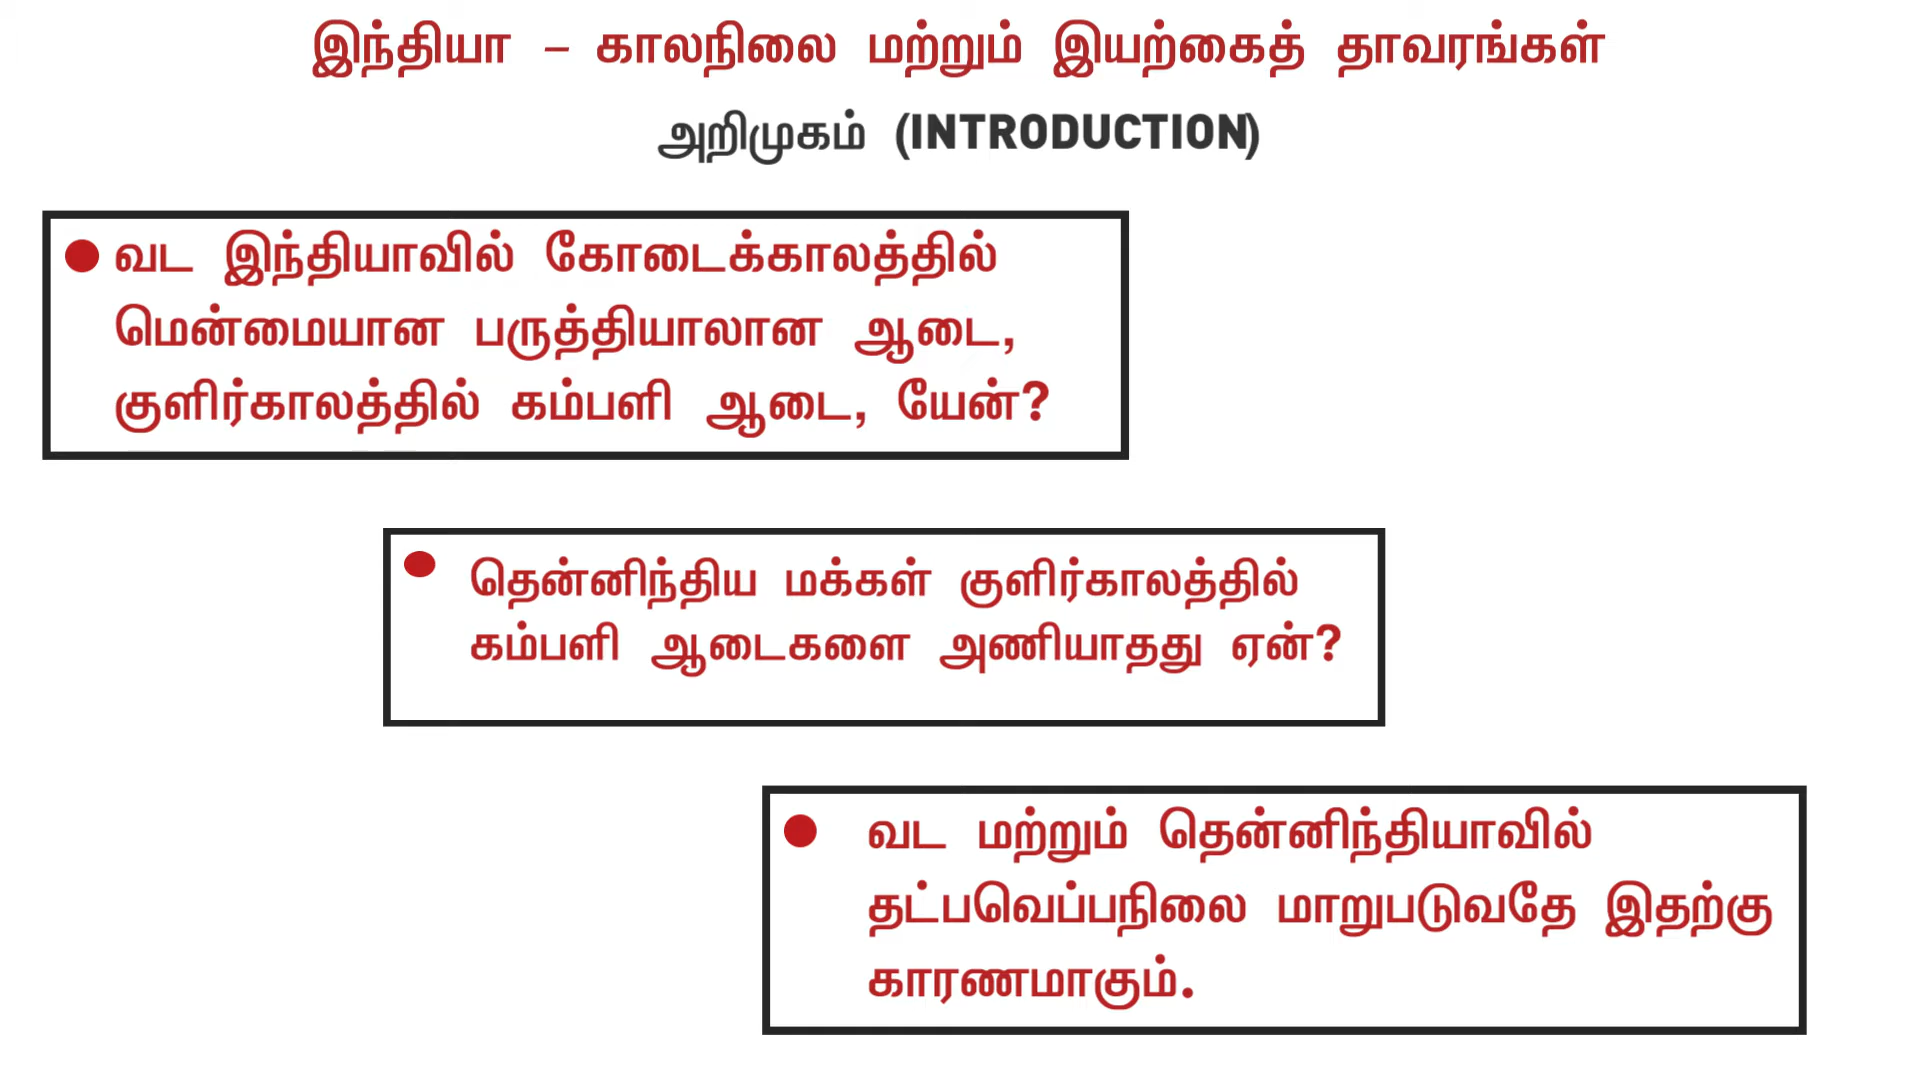 இந்தியா – காலநிலை மற்றும் இயற்கைத் தாவரங்கள்
அறிமுகம் (INTRODUCTION)
வட இந்தியாவில் கோடைக்காலத்தில்
மென்மையான பருத்தியாலான ஆடை,
குளிர்காலத்தில் கம்பளி ஆடை, யேன்?
தென்னிந்திய மக்கள் குளிர்காலத்தில்
கம்பளி ஆடைகளை அணியாதது ஏன்?
வட மற்றும் தென்னிந்தியாவில்
தட்பவெப்பநிலை மாறுபடுவதே இதற்கு
காரணமாகும்.